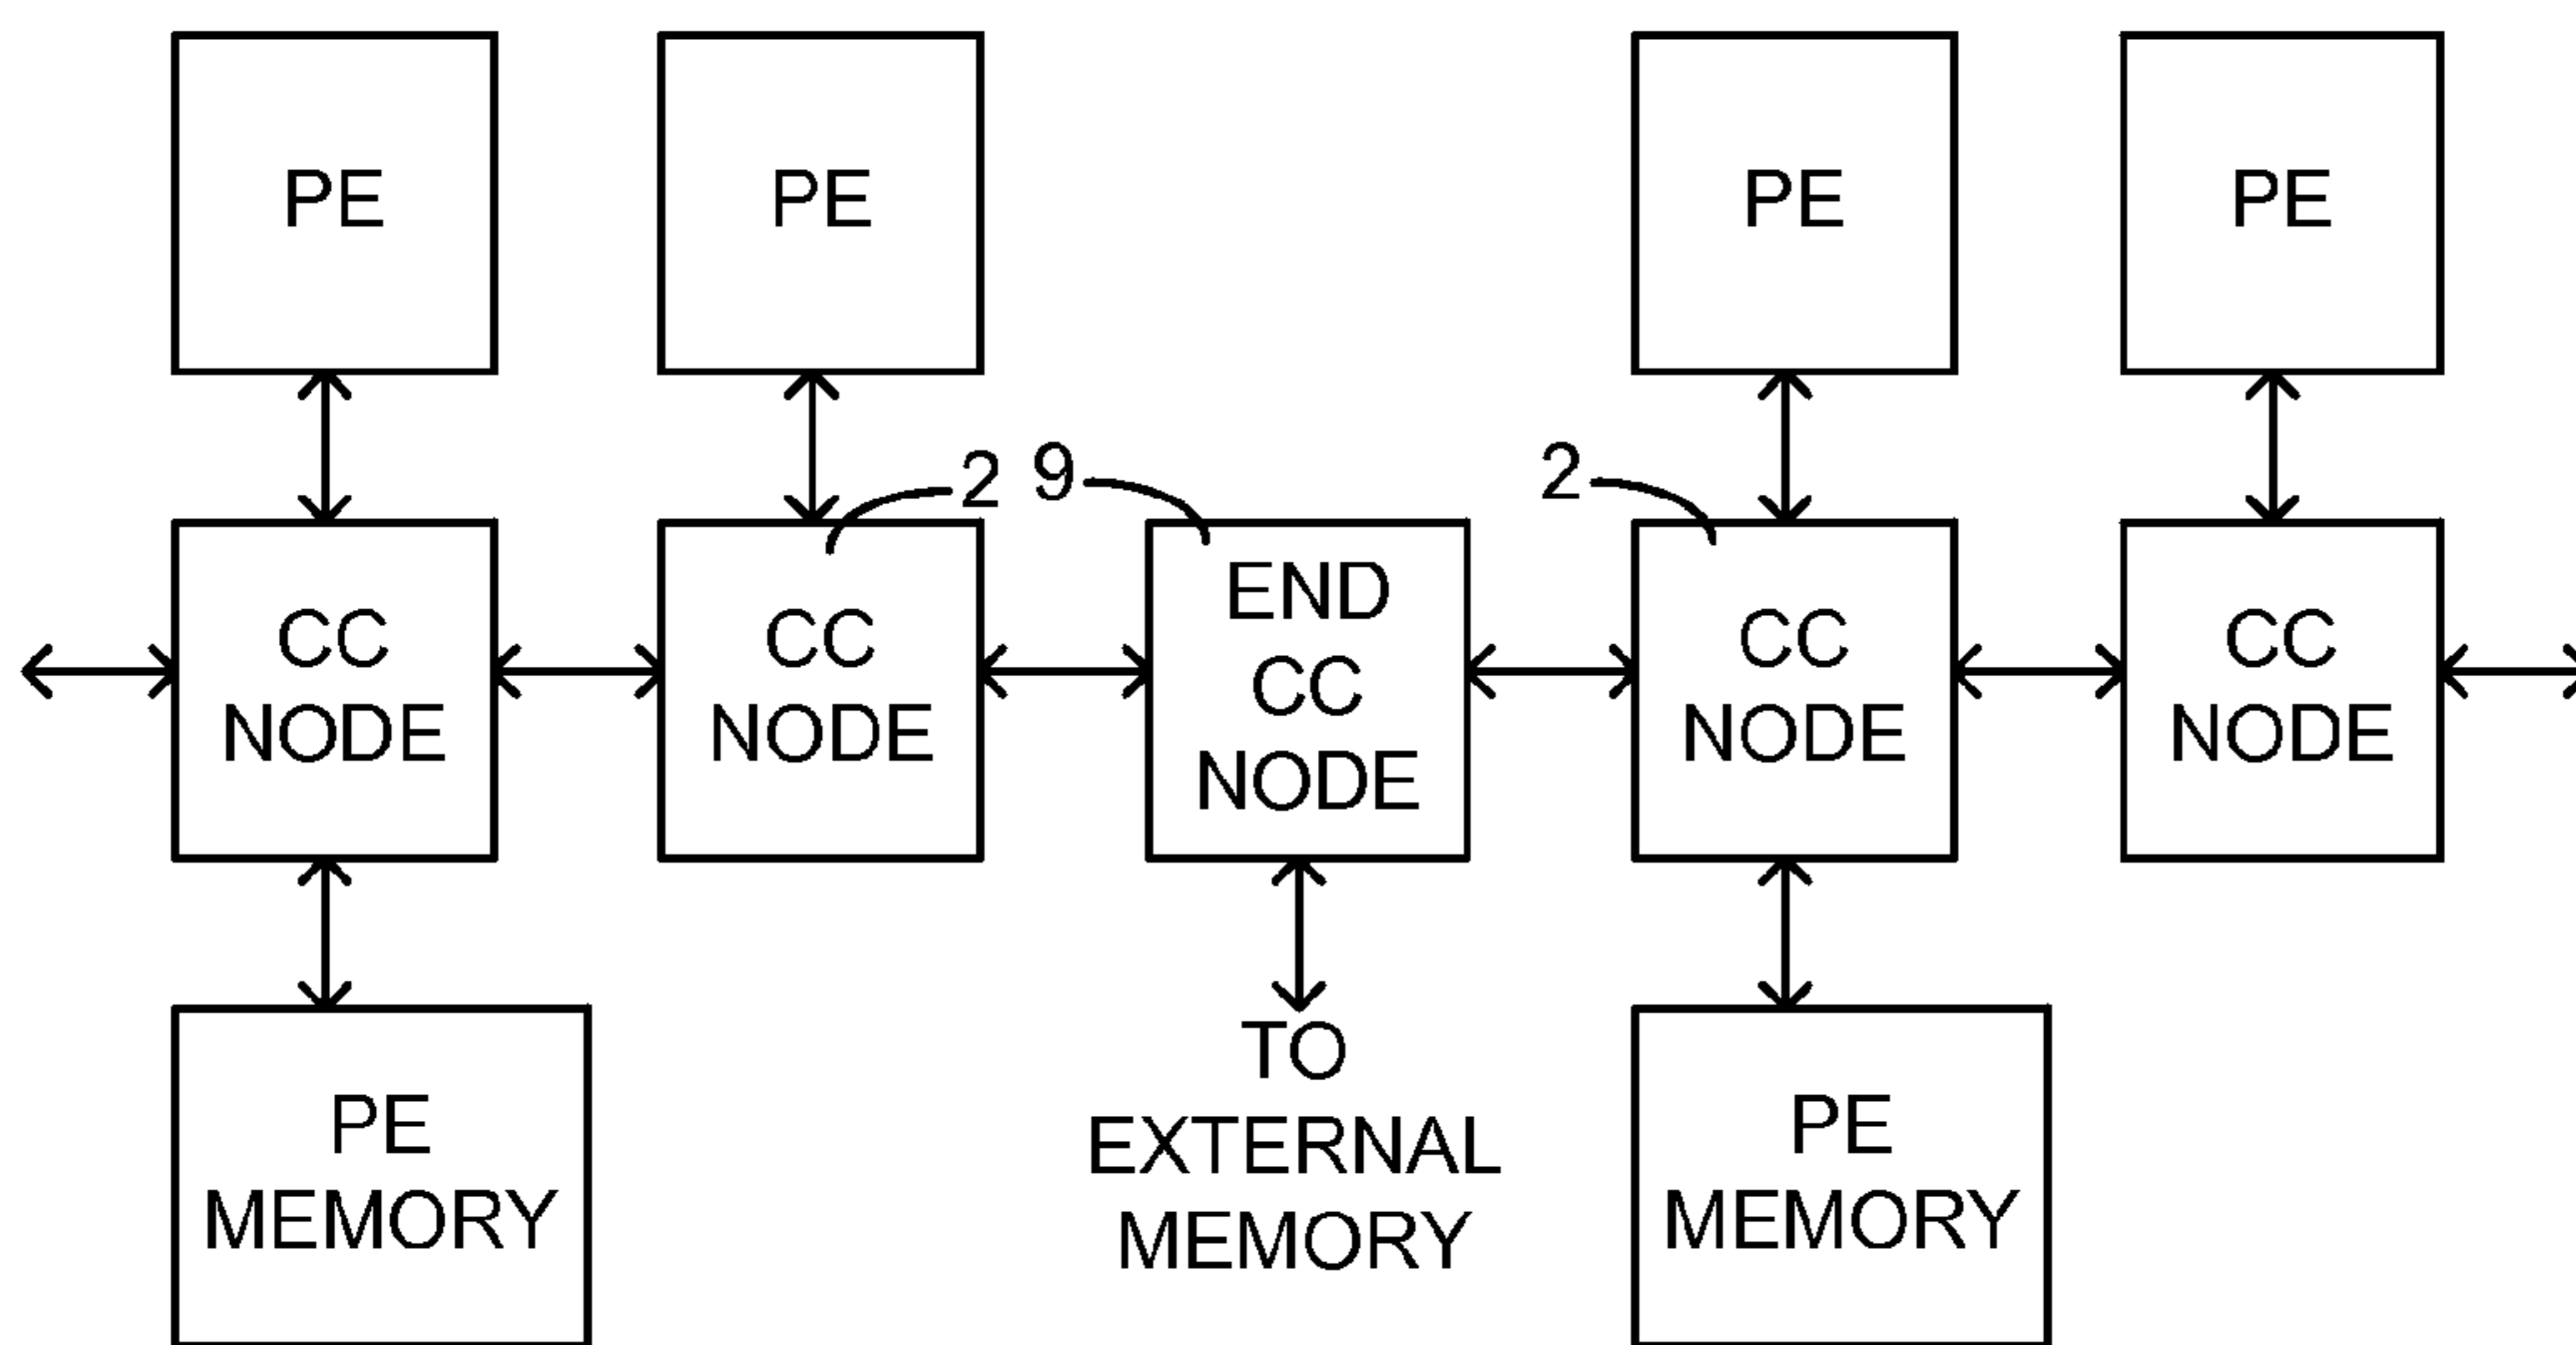 PE
PE
PE
PE
2
9
2
CC
NODE
CC
NODE
END
CC
NODE
CC
NODE
CC
NODE
PE
MEMORY
TO
EXTERNAL
MEMORY
PE
MEMORY